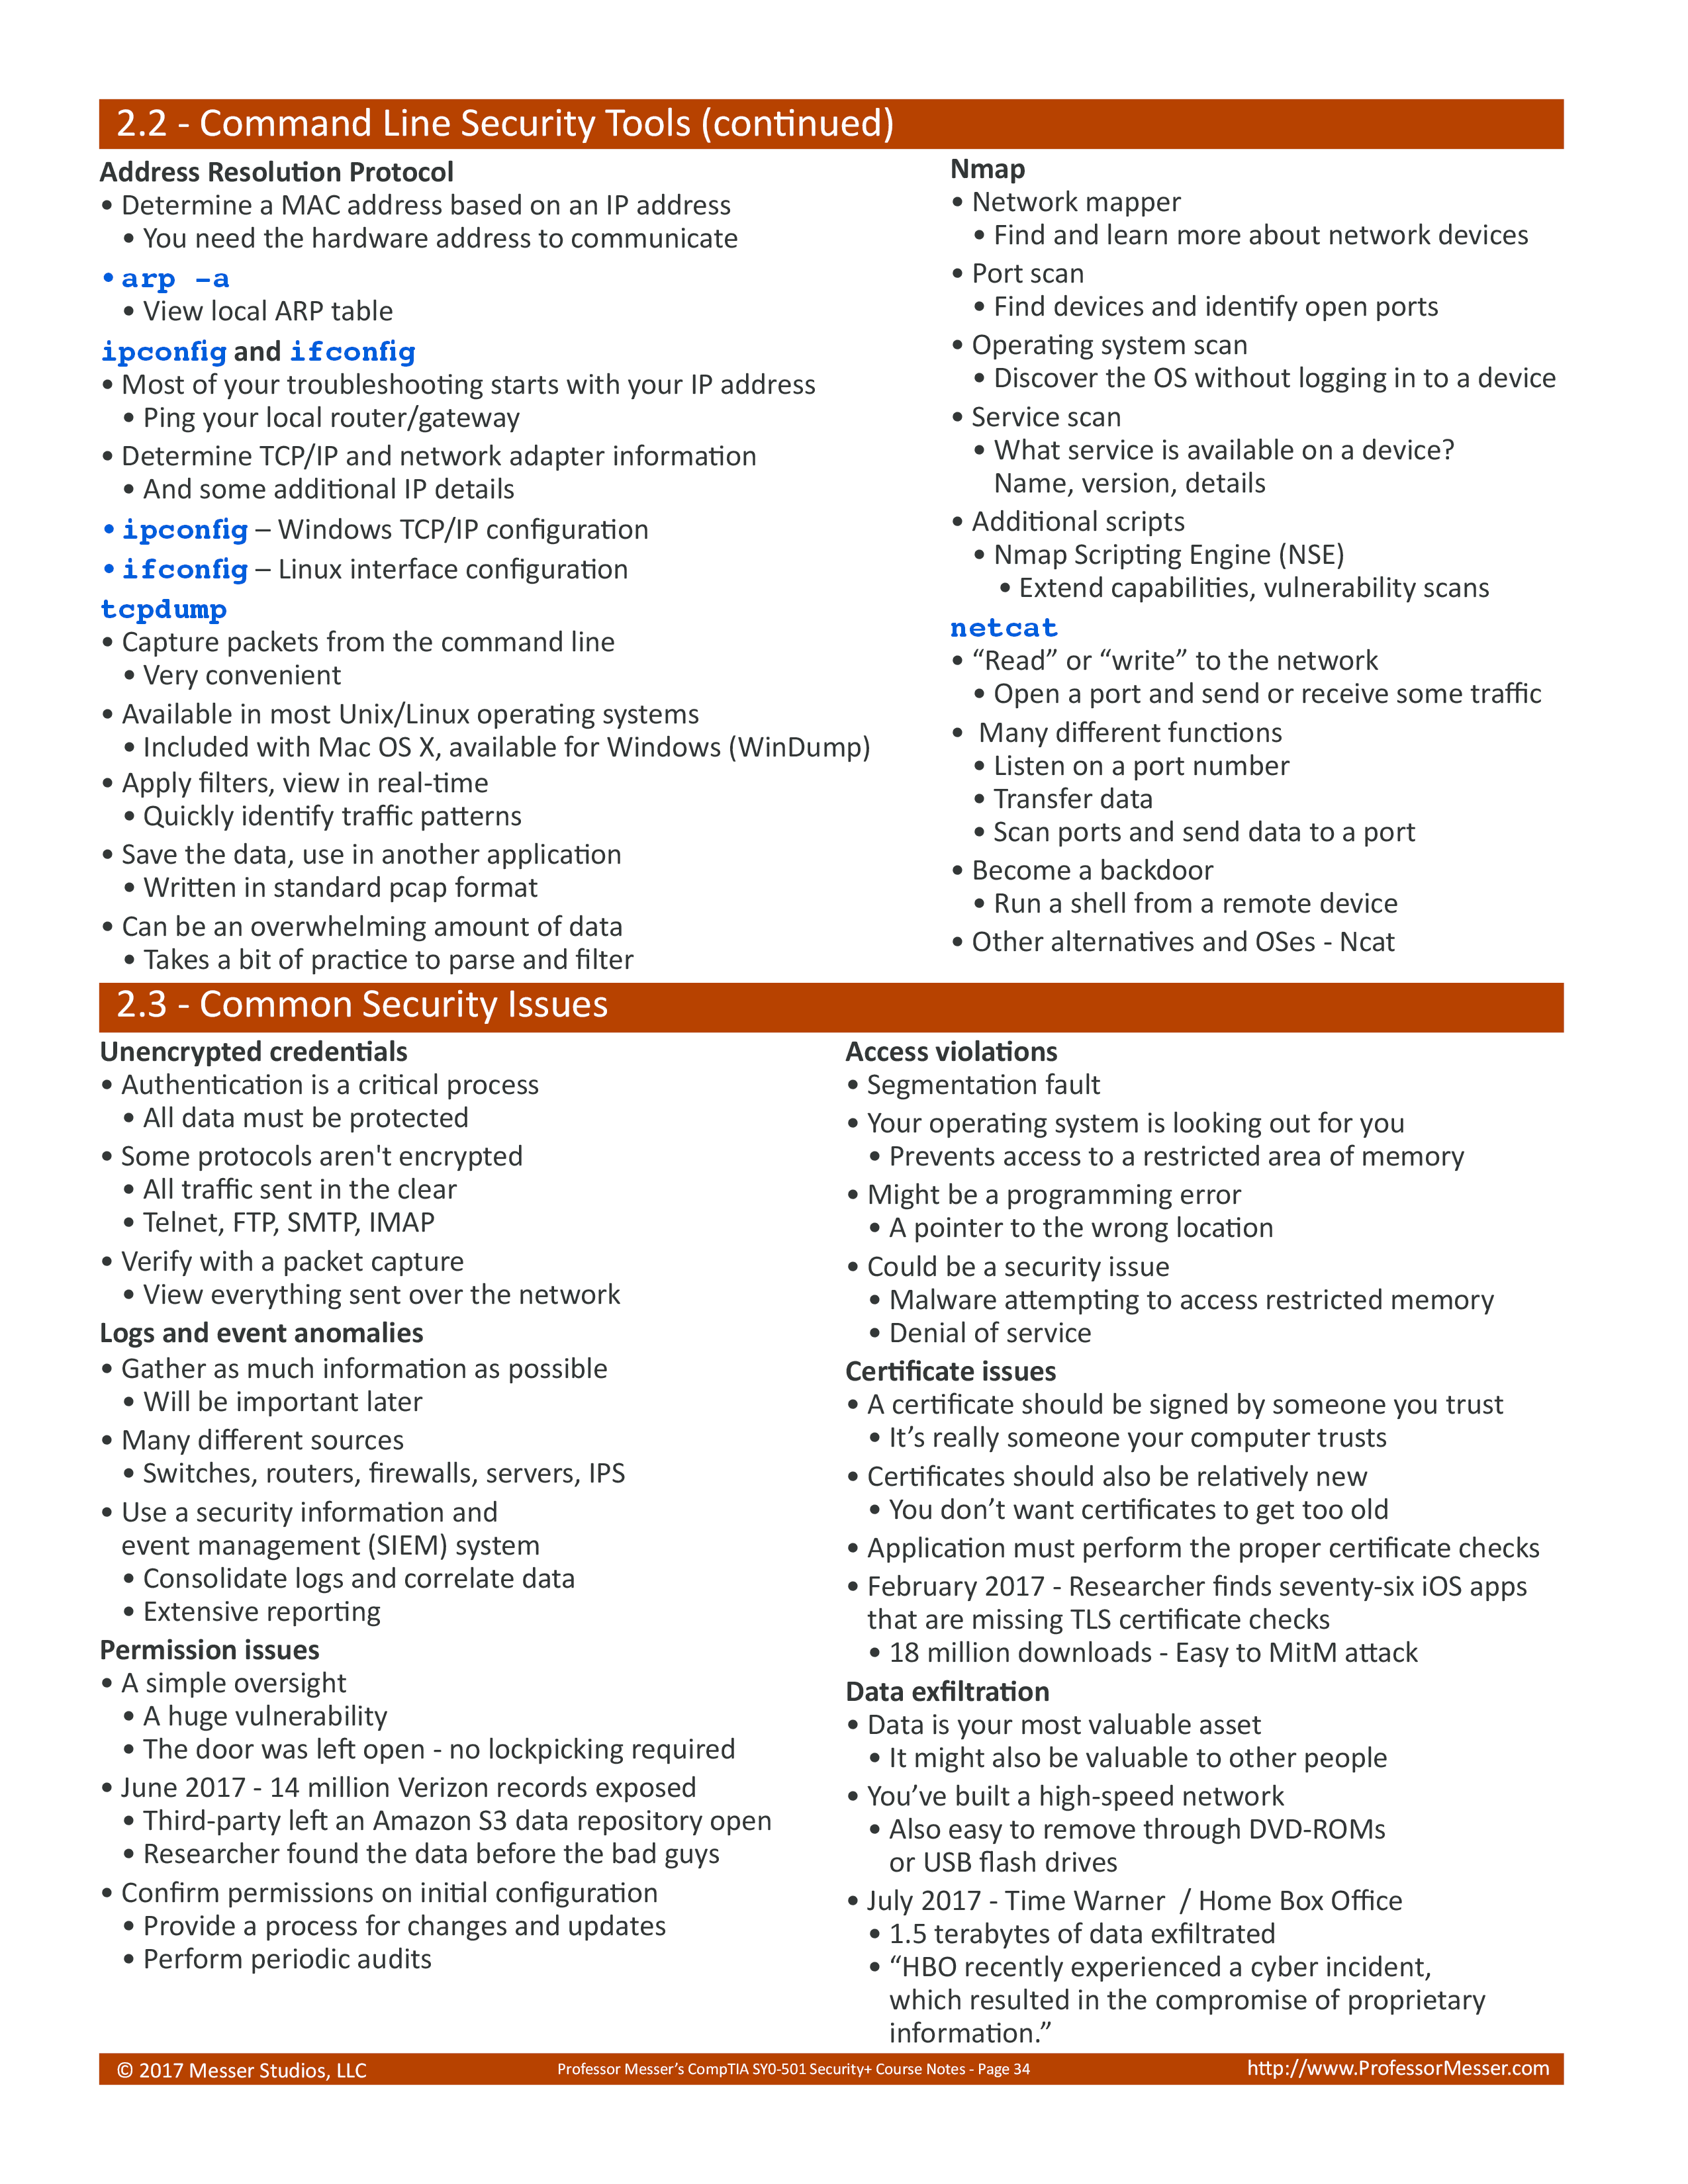 2.2 - Command Line Security Tools (continued)
Address Resolution Protocol
• Determine a MAC address based on an IP address
• You need the hardware address to communicate
• arp -a
• View local ARP table
ipconfig and ifconfig
• Most of your troubleshooting starts with your IP address
• Ping your local router/gateway
• Determine TCP/IP and network adapter information
• And some additional IP details
• ipconfig – Windows TCP/IP configuration
• ifconfig – Linux interface configuration
tcpdump
• Capture packets from the command line
• Very convenient
• Available in most Unix/Linux operating systems
• Included with Mac OS X, available for Windows (WinDump)
• Apply filters, view in real-time
• Quickly identify traffic patterns
• Save the data, use in another application
• Written in standard pcap format
• Can be an overwhelming amount of data
• Takes a bit of practice to parse and filter
Nmap
• Network mapper
• Find and learn more about network devices
• Port scan
• Find devices and identify open ports
• Operating system scan
• Discover the OS without logging in to a device
• Service scan
• What service is available on a device?
Name, version, details
• Additional scripts
• Nmap Scripting Engine (NSE)
• Extend capabilities, vulnerability scans
netcat
• “Read” or “write” to the network
• Open a port and send or receive some traffic
• Many different functions
• Listen on a port number
• Transfer data
• Scan ports and send data to a port
• Become a backdoor
• Run a shell from a remote device
• Other alternatives and OSes - Ncat
2.3 - Common Security Issues
Unencrypted credentials
• Authentication is a critical process
• All data must be protected
• Some protocols aren't encrypted
• All traffic sent in the clear
• Telnet, FTP, SMTP, IMAP
• Verify with a packet capture
• View everything sent over the network
Logs and event anomalies
• Gather as much information as possible
• Will be important later
• Many different sources
• Switches, routers, firewalls, servers, IPS
• Use a security information and
event management (SIEM) system
• Consolidate logs and correlate data
• Extensive reporting
Permission issues
• A simple oversight
• A huge vulnerability
• The door was left open - no lockpicking required
• June 2017 - 14 million Verizon records exposed
• Third-party left an Amazon S3 data repository open
• Researcher found the data before the bad guys
• Confirm permissions on initial configuration
• Provide a process for changes and updates
• Perform periodic audits
Access violations
• Segmentation fault
• Your operating system is looking out for you
• Prevents access to a restricted area of memory
• Might be a programming error
• A pointer to the wrong location
• Could be a security issue
• Malware attempting to access restricted memory
• Denial of service
Certificate issues
• A certificate should be signed by someone you trust
• It’s really someone your computer trusts
• Certificates should also be relatively new
• You don’t want certificates to get too old
• Application must perform the proper certificate checks
• February 2017 - Researcher finds seventy-six iOS apps
that are missing TLS certificate checks
• 18 million downloads - Easy to MitM attack
Data exfiltration
• Data is your most valuable asset
• It might also be valuable to other people
• You’ve built a high-speed network
• Also easy to remove through DVD-ROMs
or USB flash drives
• July 2017 - Time Warner / Home Box Office
• 1.5 terabytes of data exfiltrated
• “HBO recently experienced a cyber incident,
which resulted in the compromise of proprietary
information.”
© 2017 Messer Studios, LLC
Professor Messer’s CompTIA SY0-501 Security+ Course Notes - Page 34
http://www.ProfessorMesser.com